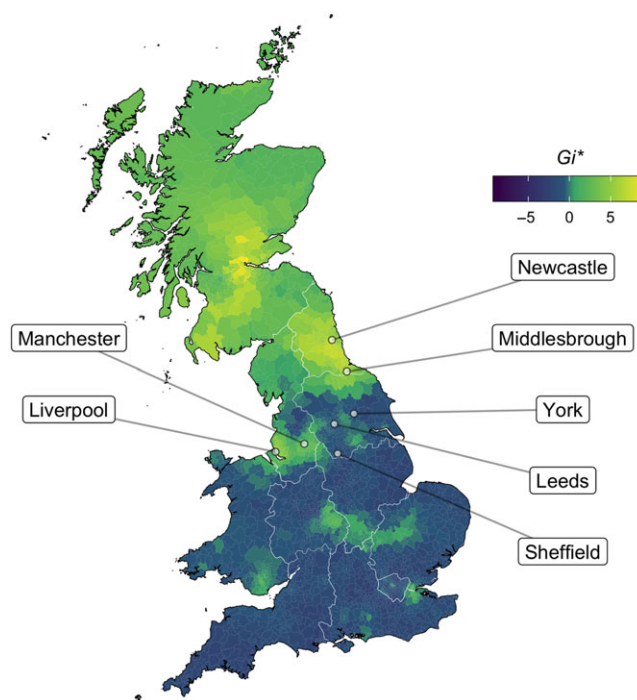 Gi*
−5 0 5
Newcastle
Manchester
Middlesbrough
Liverpool
York
Leeds
Sheffield